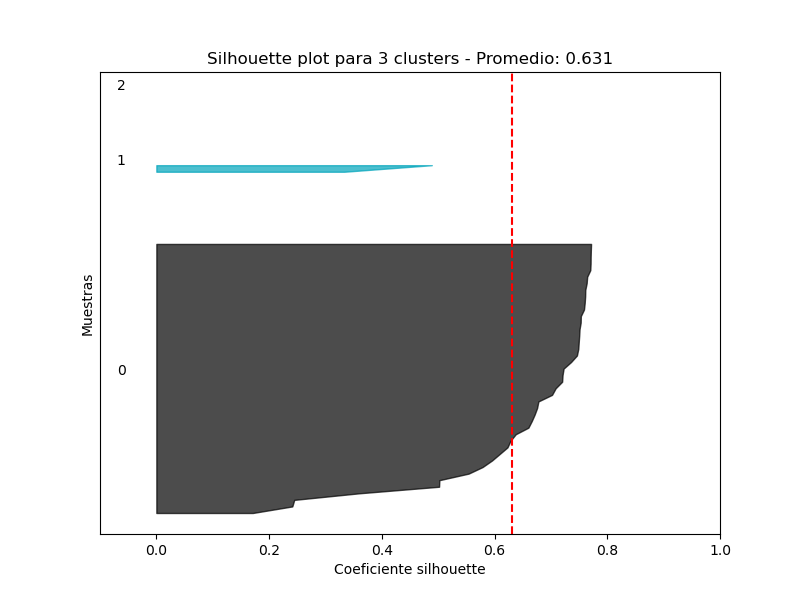 Silhouette plot para 3 clusters - Promedio: 0.631
2
1
0
Muestras
0.0 0.2 0.4 0.6 0.8 1.0
Coeficiente silhouette